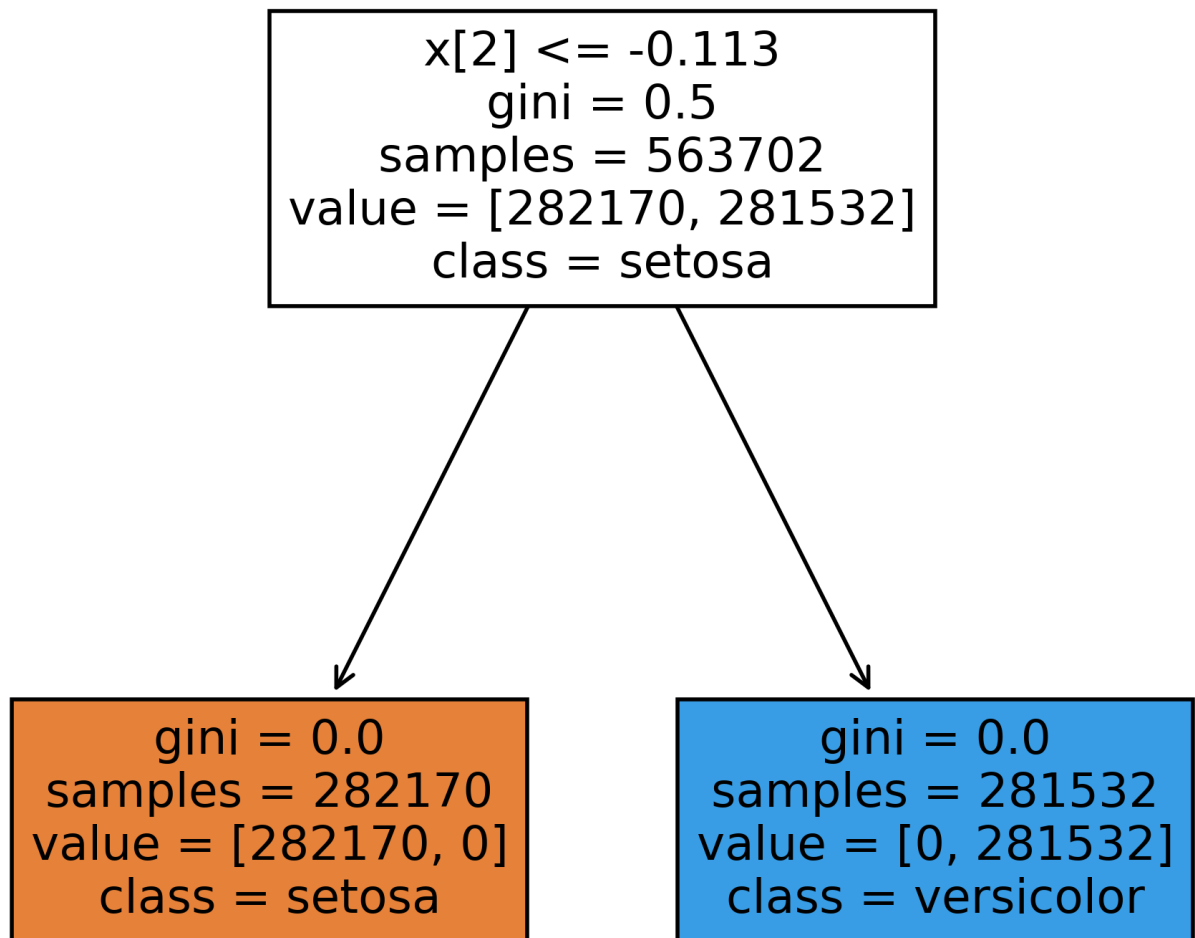 x[2] <= -0.113
gini = 0.5
samples = 563702
value = [282170, 281532]
class = setosa
gini = 0.0
samples = 282170
value = [282170, 0]
class = setosa
gini = 0.0
samples = 281532
value = [0, 281532]
class = versicolor